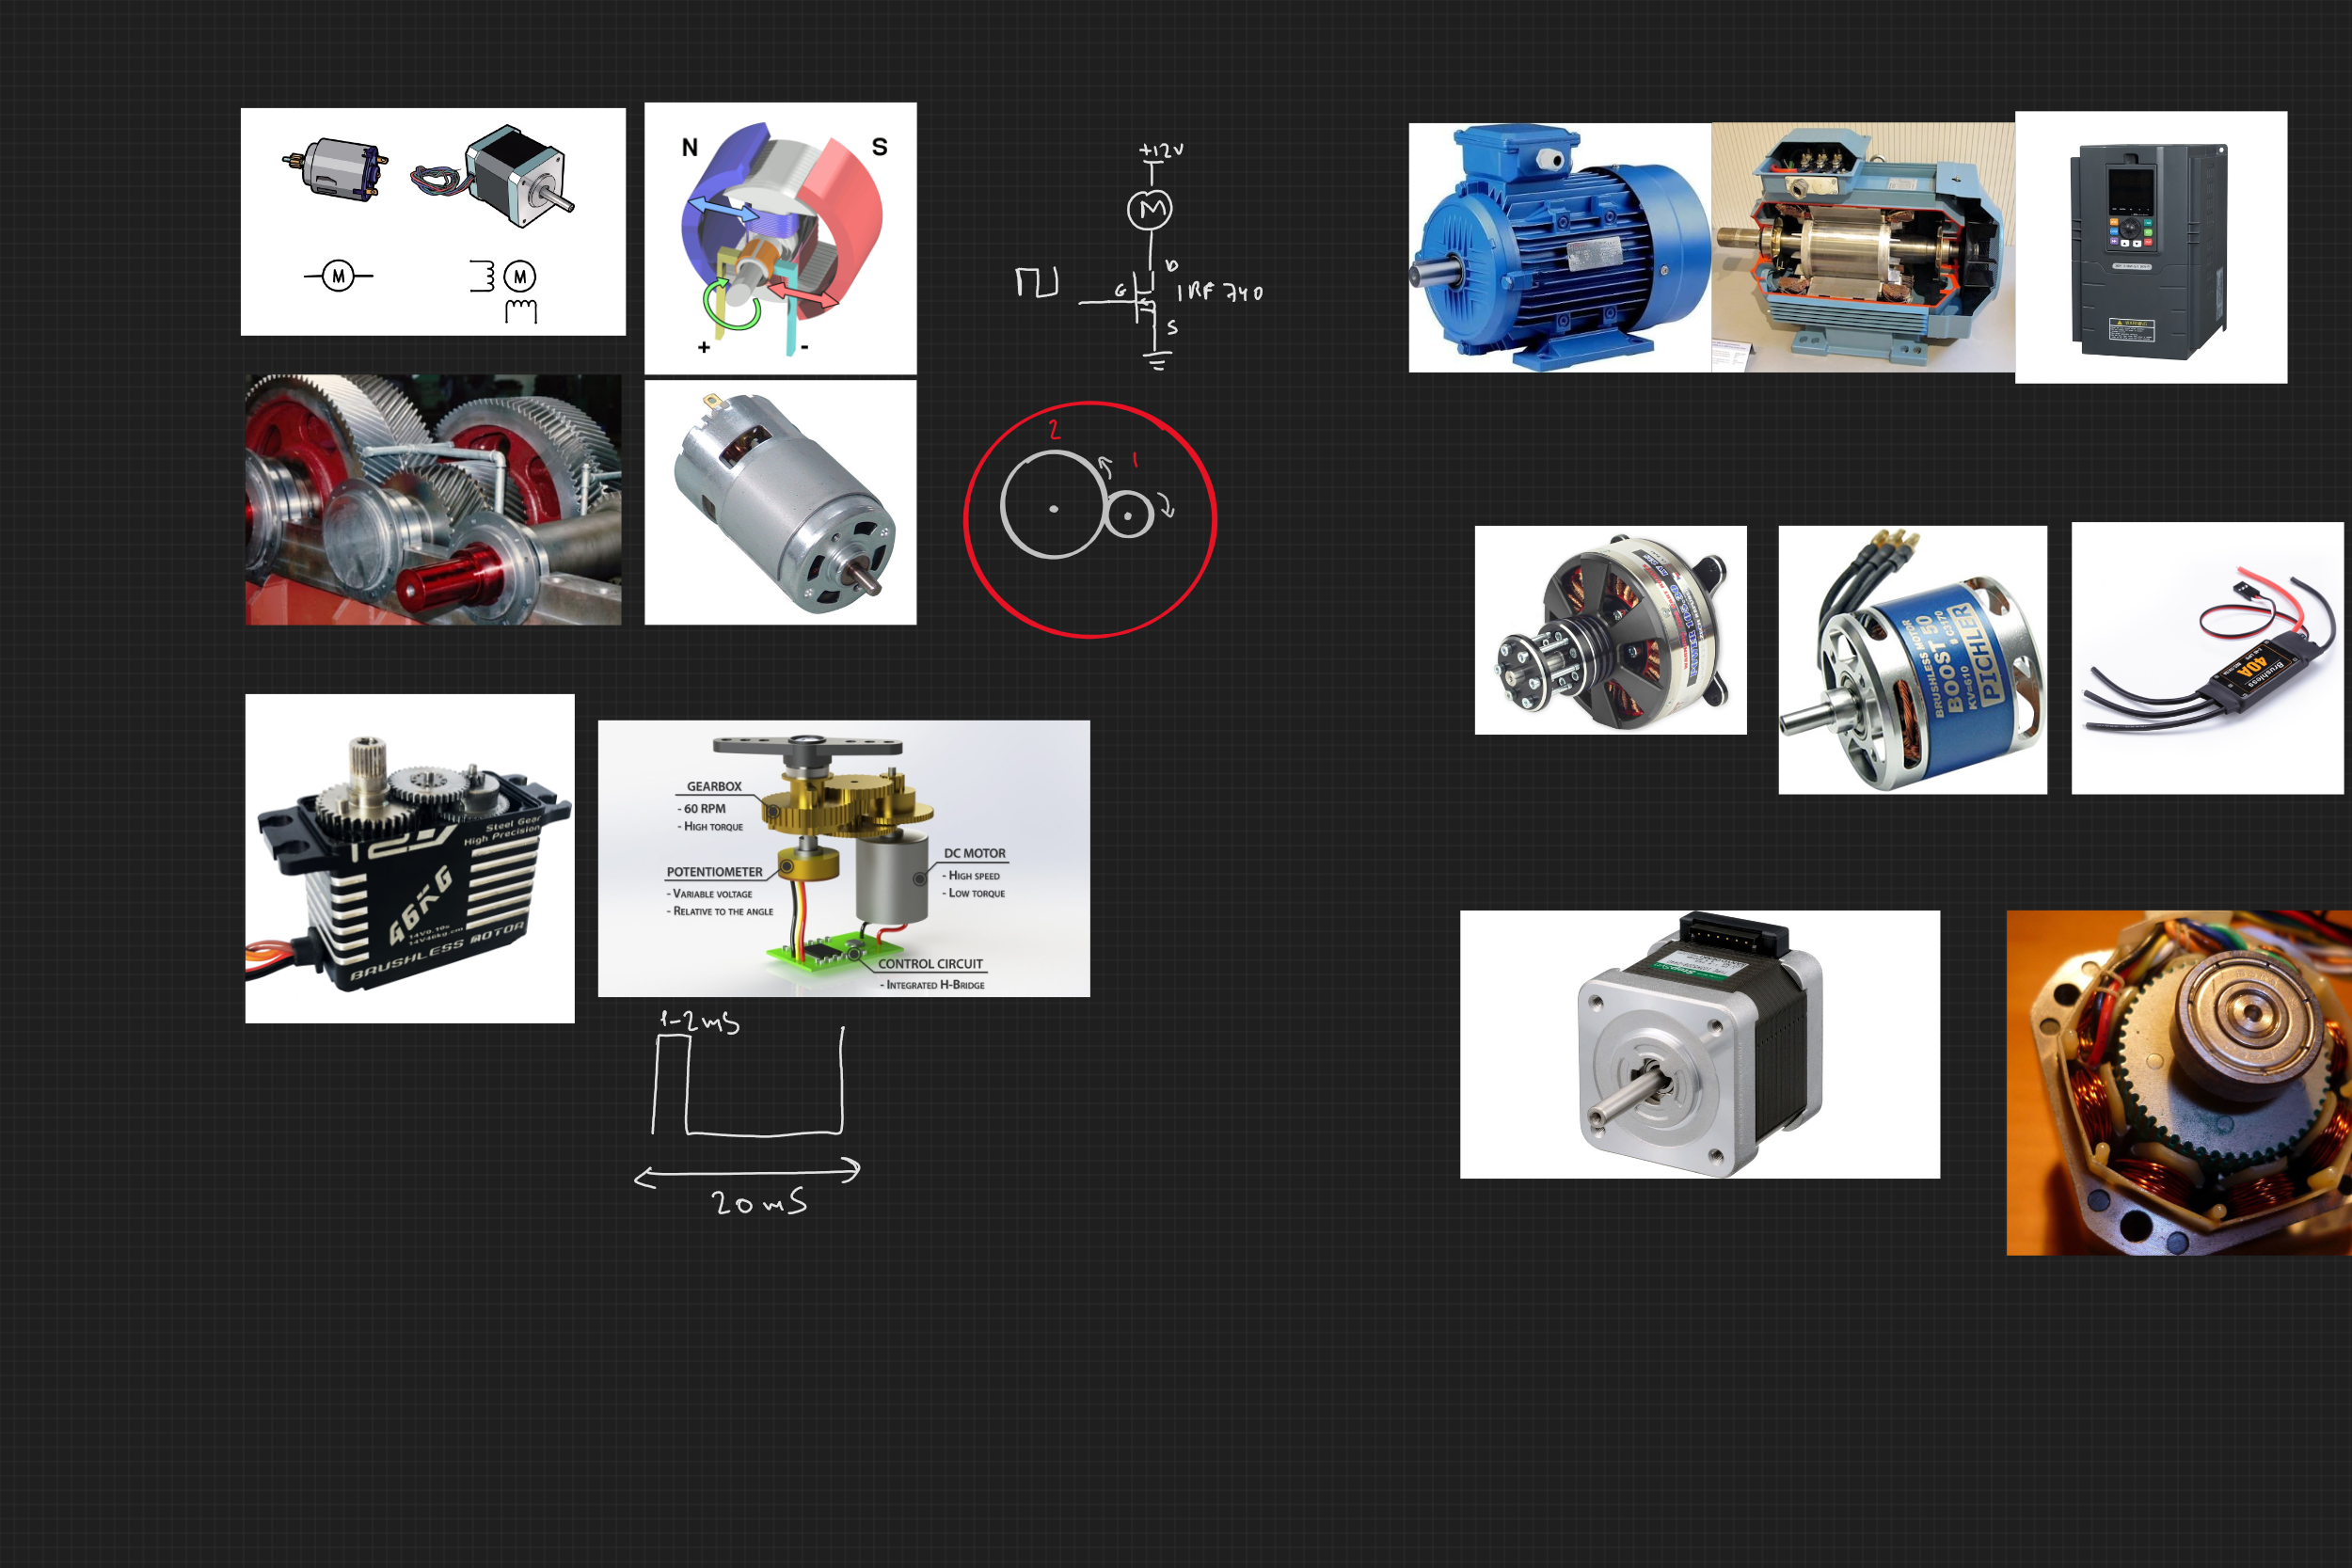 M
M
N
S
+
-
+12V
M
D
G
IRF 740
S
2
1
Steel Gear
High Precision
46KG
14V0.10s
14V46kg.cm
BRUSHLESS MOTOR
GEARBOX
- 60 RPM
- HIGH TORQUE
POTENTIOMETER
- VARIABLE VOLTAGE
- RELATIVE TO THE ANGLE
DC MOTOR
- HIGH SPEED
- LOW TORQUE
CONTROL CIRCUIT
- INTEGRATED H-BRIDGE
1-2mS
20mS
BRUSHLESS MOTOR
BOOST 50
# C3170
KV=610
PICHLER
Brushless
40A